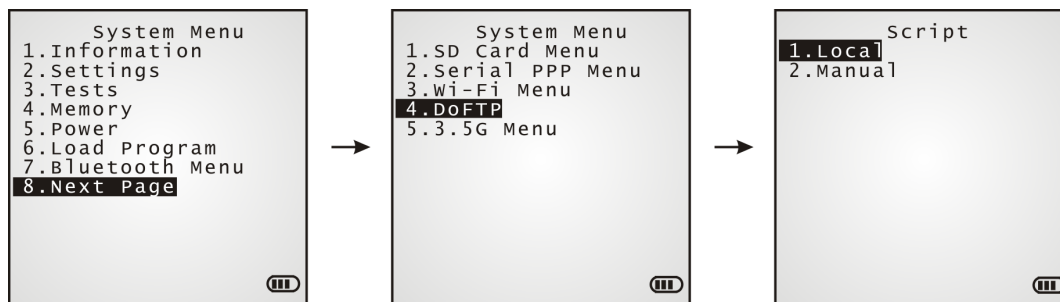 System Menu
1.Information
2.Settings
3.Tests
4.Memory
5.Power
6.Load Program
7.Bluetooth Menu
8.Next Page
System Menu
1.SD Card Menu
2.Serial PPP Menu
3.Wi-Fi Menu
4.DoFTP
5.3.5G Menu
Script
1.Local
2.Manual